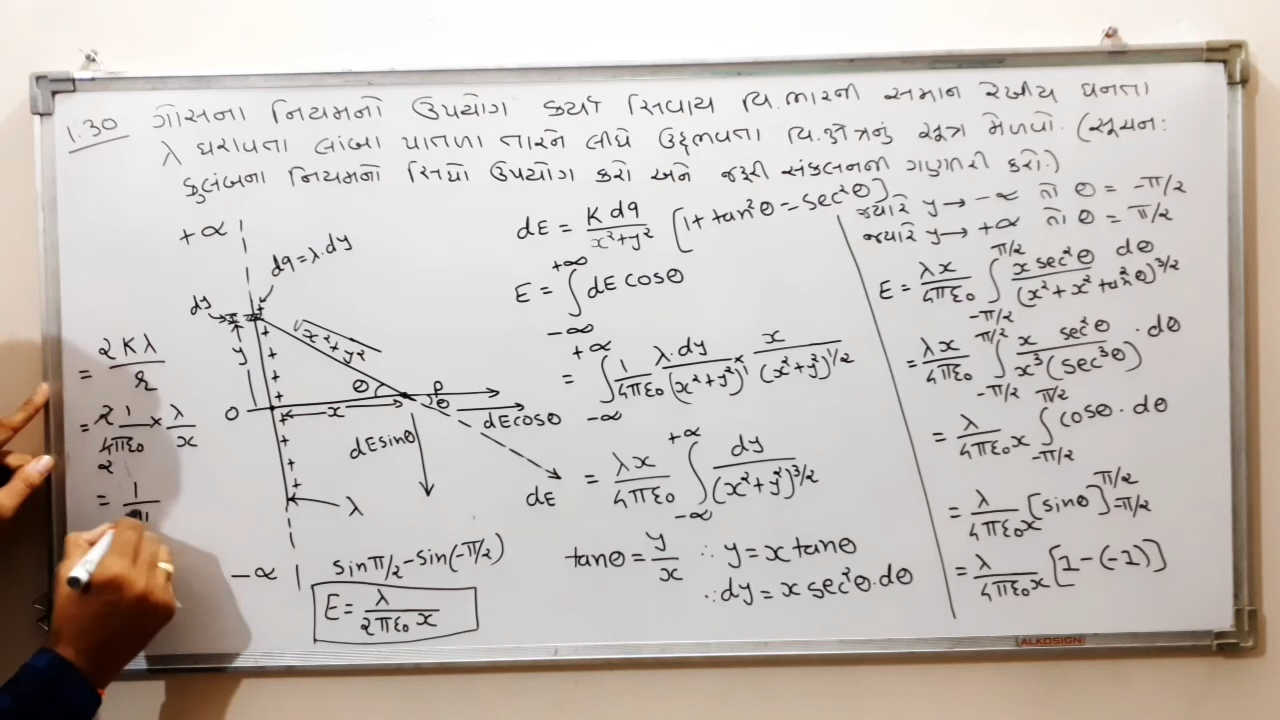 1.30 ગૉસના નિયમનો ઉપયોગ કર્યા સિવાય વિ.ભારની સમાન રેખીય ઘનતા
λ ધરાવતા લાંબા પાતળા તારને લીધે ઉદ્ભવતા વિ.ક્ષેત્રનું સૂત્ર મેળવો. (સૂચન:
કુલંબના નિયમનો સિધો ઉપયોગ કરો અને જરૂરી સંકલનની ગણતરી કરો.)
+∝
dq = λ·dy
dy
y
√x²+y²
θ
P
θ
O
x
dE cosθ
dE sinθ
dE
λ
-∝
= 2Kλ/r
= 2 1/4πε₀ × λ/x
2
= 1/
sin π/2 - sin(-π/2)
E = λ/2πε₀x
dE = K dq/x²+y² [1+tan²θ = sec²θ]
E = ∫_{-∞}^{+∞} dE cosθ
= ∫_{-∝}^{+∝} 1/4πε₀ λ·dy/(x²+y²)¹ × x/(x²+y²)^{1/2}
= λx/4πε₀ ∫_{-∝}^{+∝} dy/(x²+y²)^{3/2}
tanθ = y/x ∴ y = x tanθ
∴ dy = x sec²θ·dθ
જ્યારે y → -∝ તો θ = -π/2
જ્યારે y → +∝ તો θ = π/2
E = λx/4πε₀ ∫_{-π/2}^{π/2} x sec²θ dθ/(x²+x² tan²θ)^{3/2}
= λx/4πε₀ ∫_{-π/2}^{π/2} x sec²θ/x³(sec³θ) · dθ
= λ/4πε₀x ∫_{-π/2}^{π/2} cosθ·dθ
= λ/4πε₀x [sinθ]_{-π/2}^{π/2}
= λ/4πε₀x [1-(-1)]
ALKOSIGN